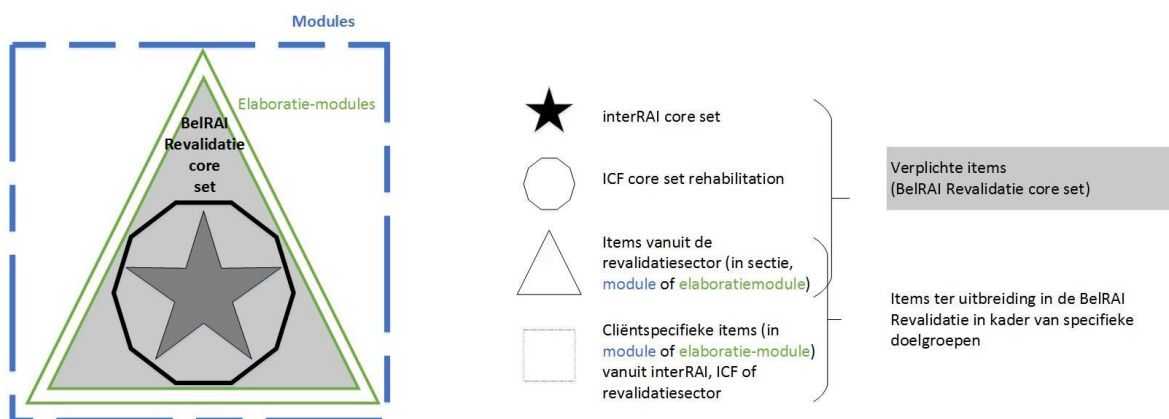 Modules
Elaboratie-modules
BelRAI
Revalidatie
core
set
interRAI core set
ICF core set rehabilitation
Items vanuit de
revalidatiesector (in sectie,
module of elaboratiemodule)
Cliëntspecifieke items (in
module of elaboratie-module)
vanuit interRAI, ICF of
revalidatiesector
Verplichte items
(BelRAI Revalidatie core set)
Items ter uitbreiding in de BelRAI
Revalidatie in kader van specifieke
doelgroepen